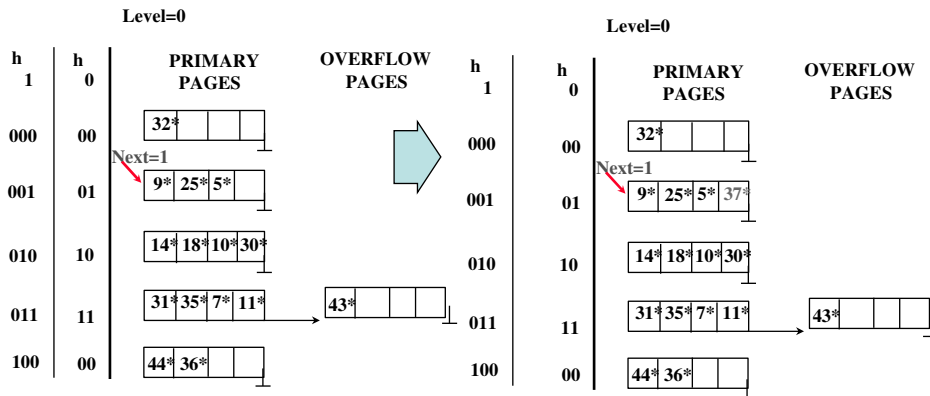 Level=0
h 1
h 0
PRIMARY PAGES
OVERFLOW PAGES
000 00 32*
Next=1
001 01 9* 25* 5*
010 10 14* 18* 10* 30*
011 11 31* 35* 7* 11* 43*
100 00 44* 36*
Level=0
h 1
0
PRIMARY PAGES
OVERFLOW PAGES
000 00 32*
Next=1
001 01 9* 25* 5* 37*
010 10 14* 18* 10* 30*
011 11 31* 35* 7* 11* 43*
100 00 44* 36*